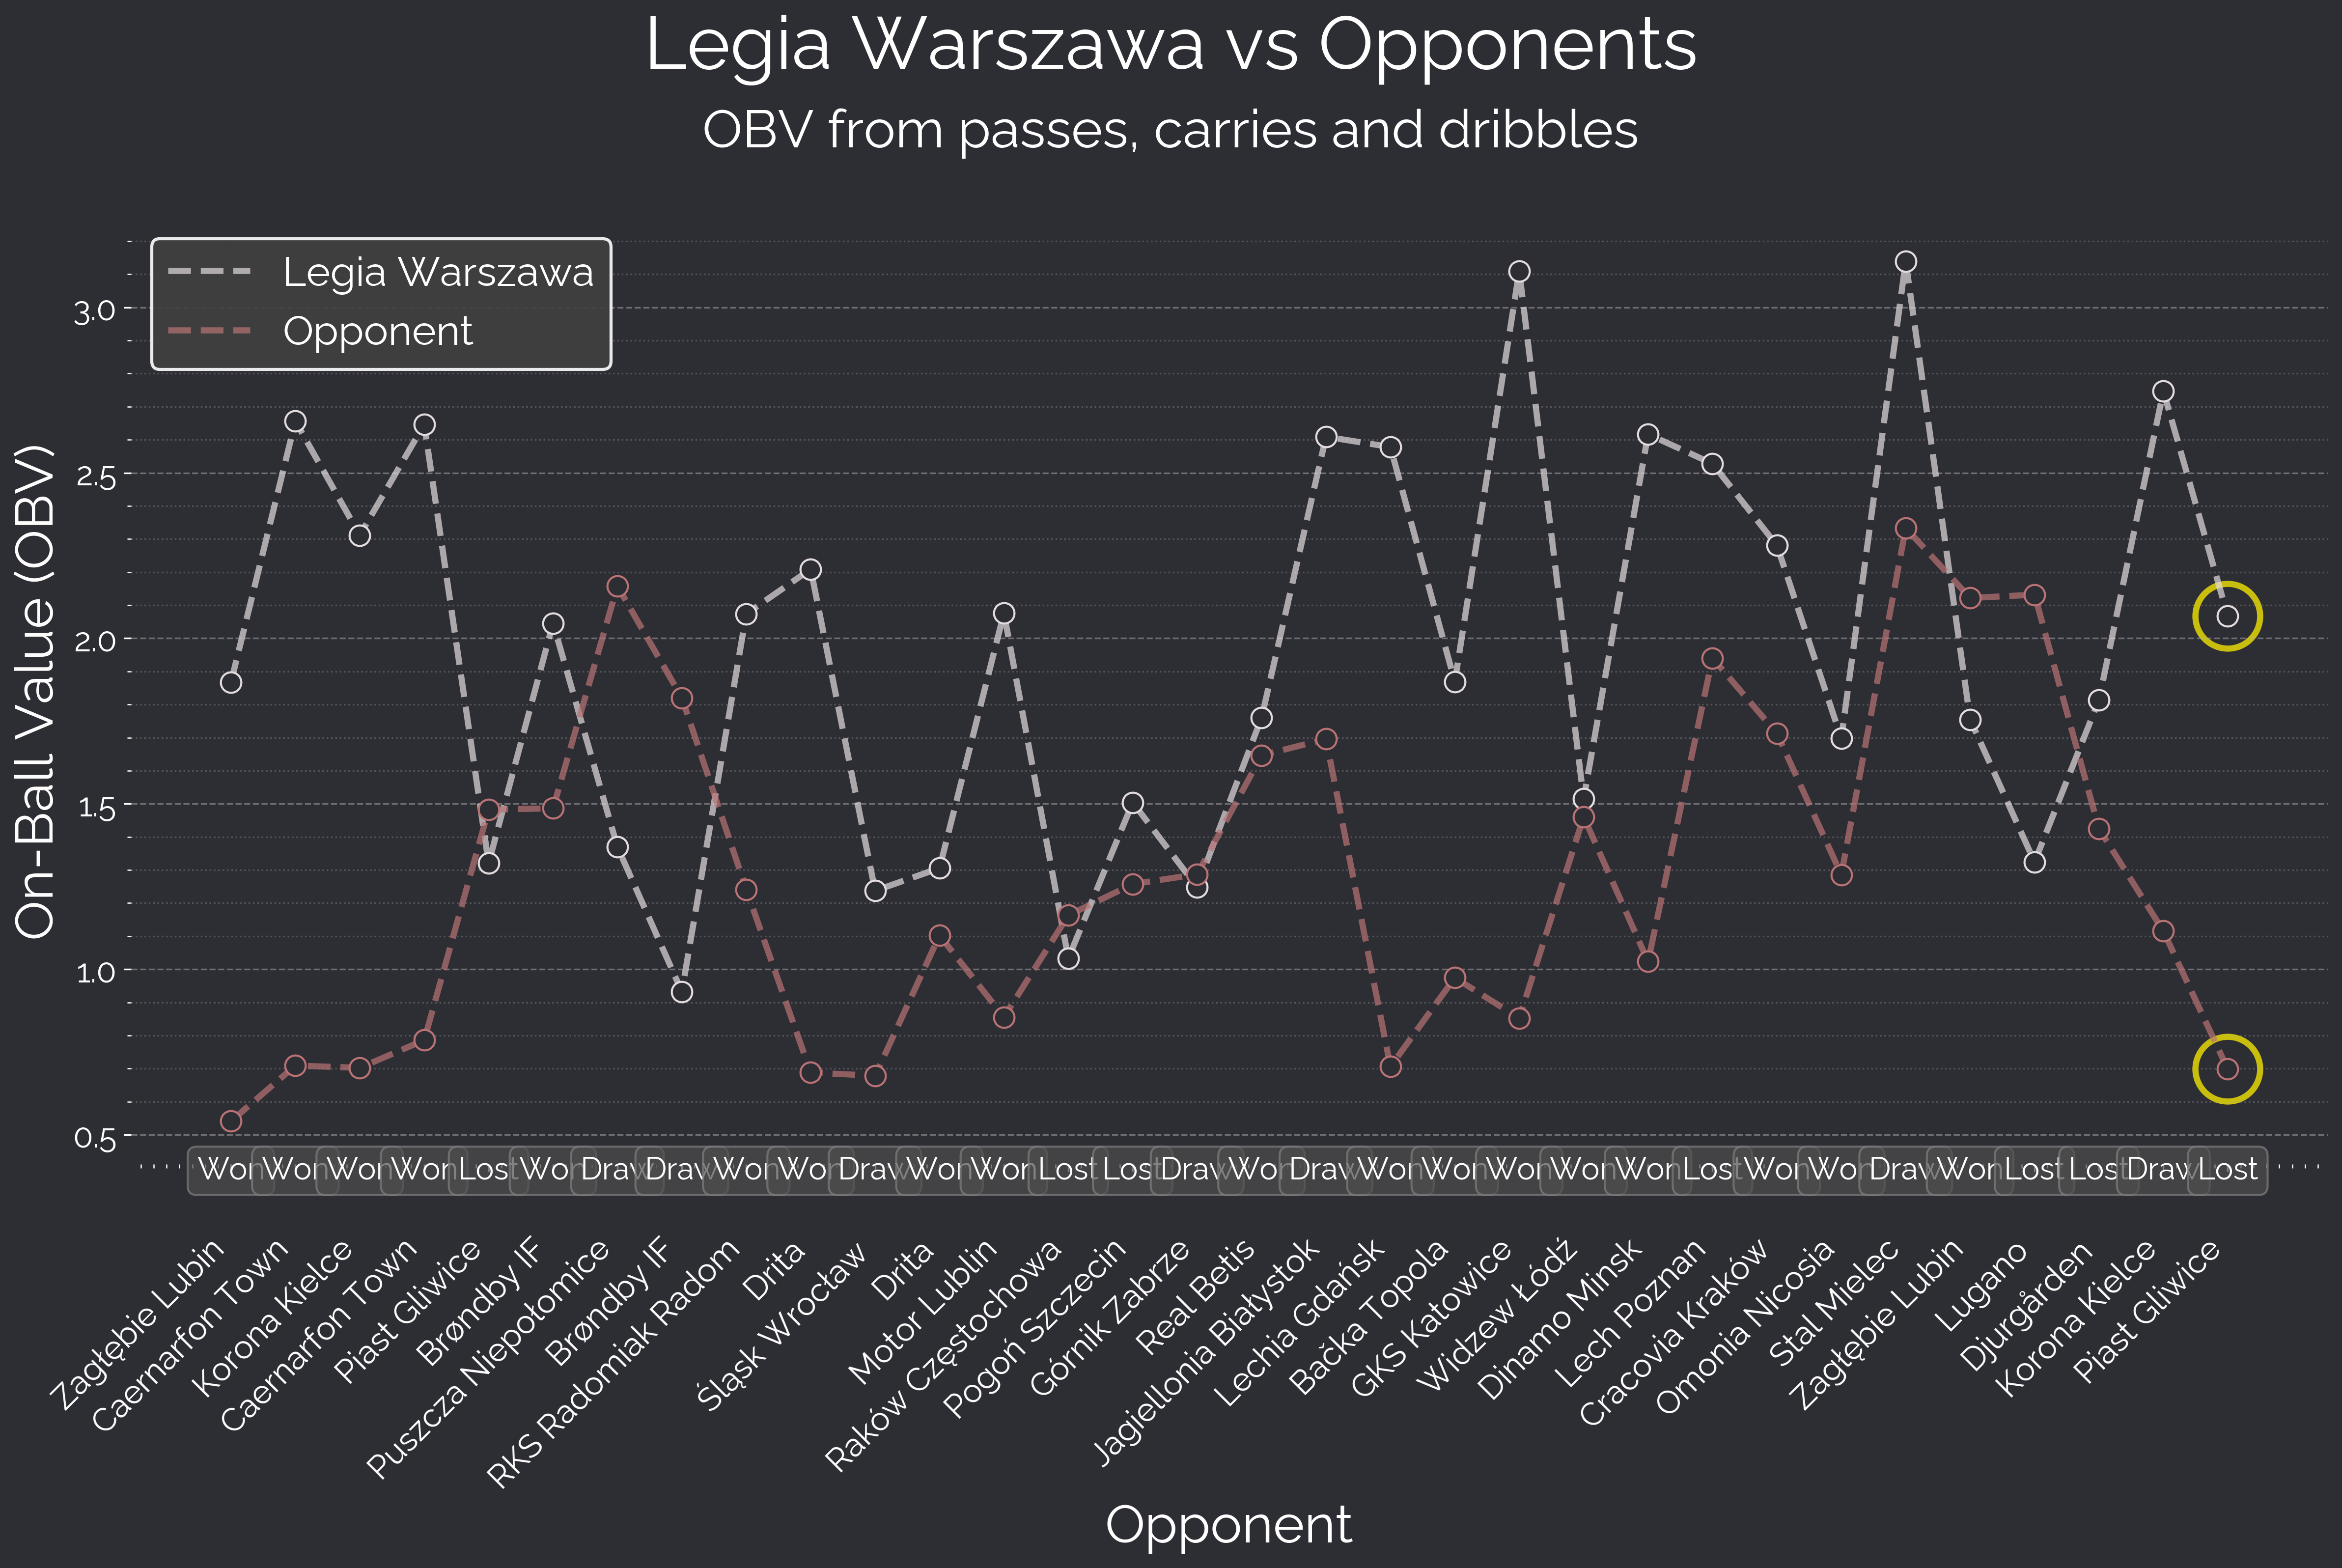 Legia Warszawa vs Opponents
OBV from passes, carries and dribbles
Legia Warszawa
Opponent
On-Ball Value (OBV)
3.0
2.5
2.0
1.5
1.0
0.5
Won Won Won Won Lost Won Draw Draw Won Won Draw Won Won Lost Lost Draw Won Draw Won Won Won Won Won Lost Won Won Draw Won Lost Lost Draw Lost
Zagłębie Lubin
Caernarfon Town
Korona Kielce
Caernarfon Town
Piast Gliwice
Brøndby IF
Puszcza Niepołomice
Brøndby IF
RKS Radomiak Radom
Drita
Śląsk Wrocław
Drita
Motor Lublin
Raków Częstochowa
Pogoń Szczecin
Górnik Zabrze
Real Betis
Jagielllonia Białystok
Lechia Gdańsk
Bačka Topola
GKS Katowice
Widzew Łódź
Dinamo Minsk
Lech Poznan
Cracovia Kraków
Omonia Nicosia
Stal Mielec
Zagłębie Lubin
Lugano
Djurgården
Korona Kielce
Piast Gliwice
Opponent